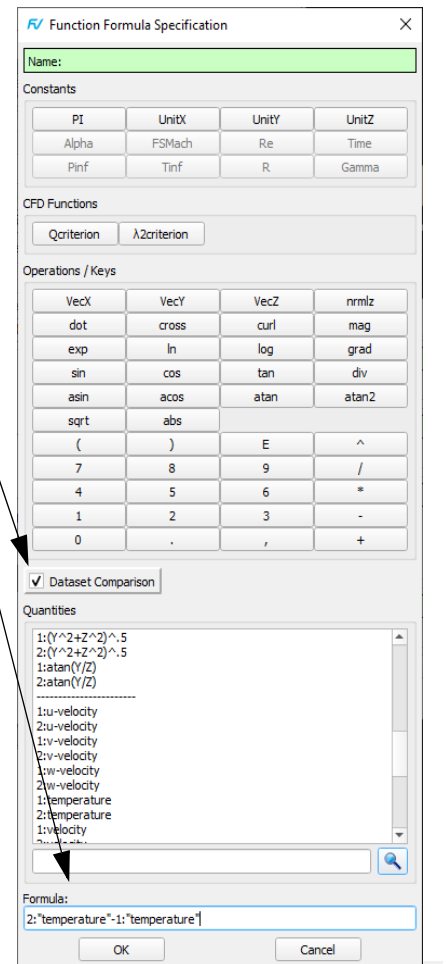 FV Function Formula Specification
Name:
Constants
PI UnitX UnitY UnitZ
Alpha FSMach Re Time
Pinf Tinf R Gamma
CFD Functions
Qcriterion λ2criterion
Operations / Keys
VecX VecY VecZ nrmlz
dot cross curl mag
exp ln log grad
sin cos tan div
asin acos atan atan2
sqrt abs
( ) E ^
7 8 9 /
4 5 6 *
1 2 3 -
0 . , +
Dataset Comparison
Quantities
1:(Y^2+Z^2)^.5
2:(Y^2+Z^2)^.5
1:atan(Y/Z)
2:atan(Y/Z)
-----------------------
1:u-velocity
2:u-velocity
1:v-velocity
2:v-velocity
1:w-velocity
2:w-velocity
1:temperature
2:temperature
1:velocity
2:velocity
Formula:
2:"temperature"-1:"temperature"
OK Cancel